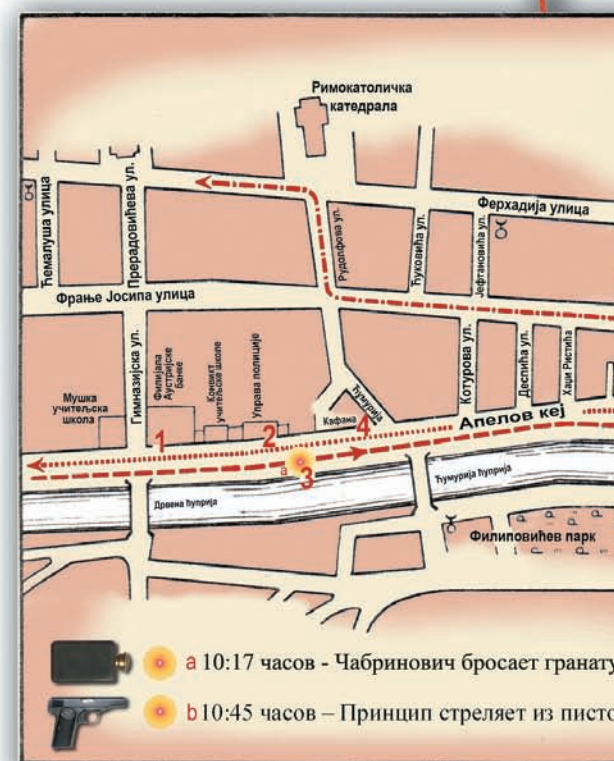 Римокатоличка
катедрала
Ферхадија улица
Ћемалуша улица
Прерадовићева ул.
Рудолфова ул.
Ћуковића ул.
Јефтановића ул.
Фрање Јосипа улица
Гимназијска ул.
Филијала
Аустријске
банке
Конвикт
учитељске школе
Управа полиције
Мушка
учитељска
школа
Кафана
Ћумурија
Котурова ул.
Деспића ул.
Хаџи Ристића
Апелов кеј
1
2
4
a
3
Дрвена ћуприја
Ћумурија ћуприја
Филиповићев парк
a 10:17 часов - Чабринович бросает гранату
b 10:45 часов – Принцип стреляет из писто